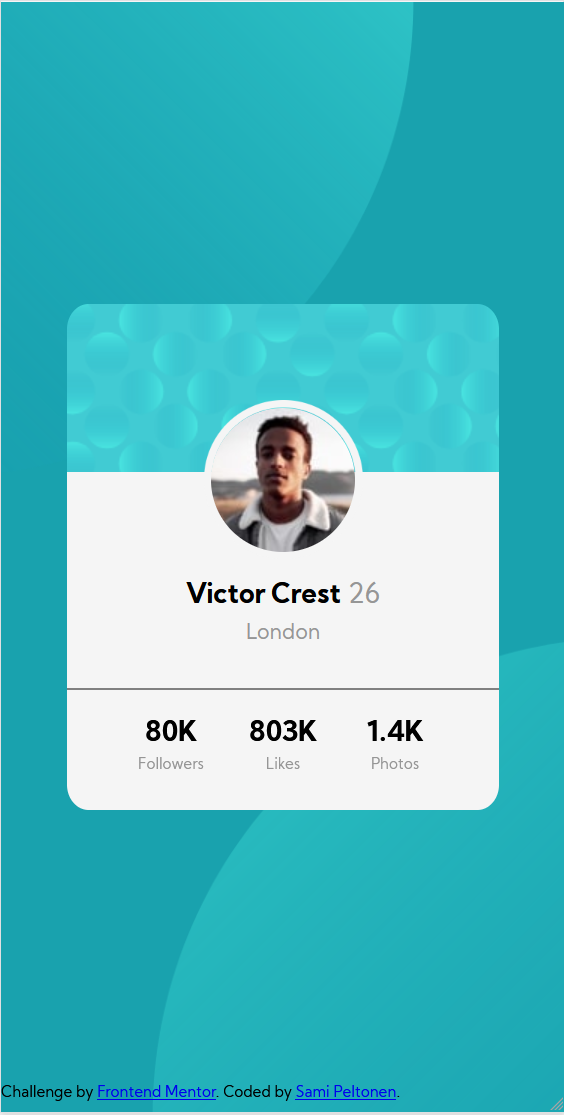 Victor Crest 26
London
80K 803K 1.4K
Followers Likes Photos
Challenge by Frontend Mentor. Coded by Sami Peltonen.